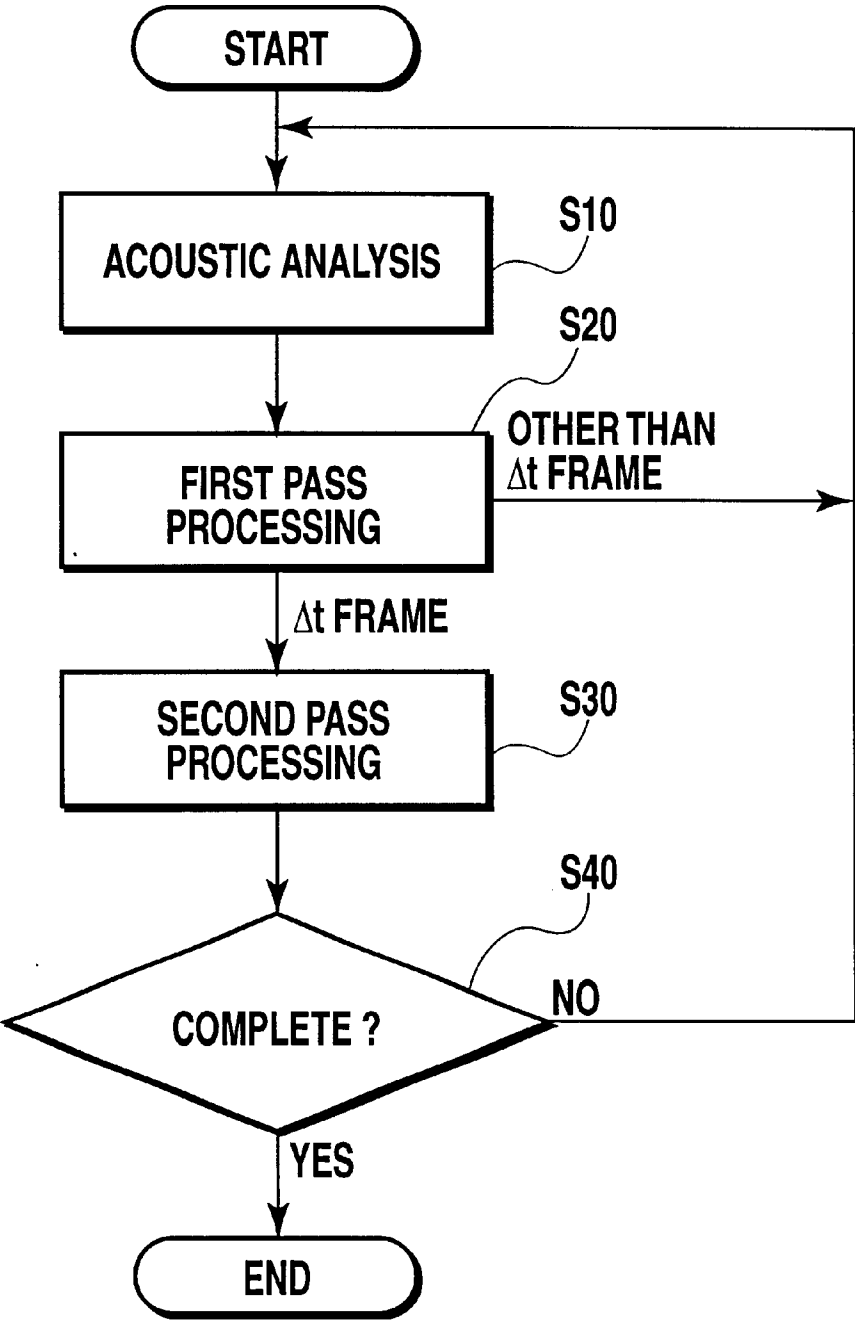 START
ACOUSTIC ANALYSIS
S10
S20
FIRST PASS
PROCESSING
OTHER THAN
Δt FRAME
Δt FRAME
SECOND PASS
PROCESSING
S30
S40
COMPLETE ?
NO
YES
END